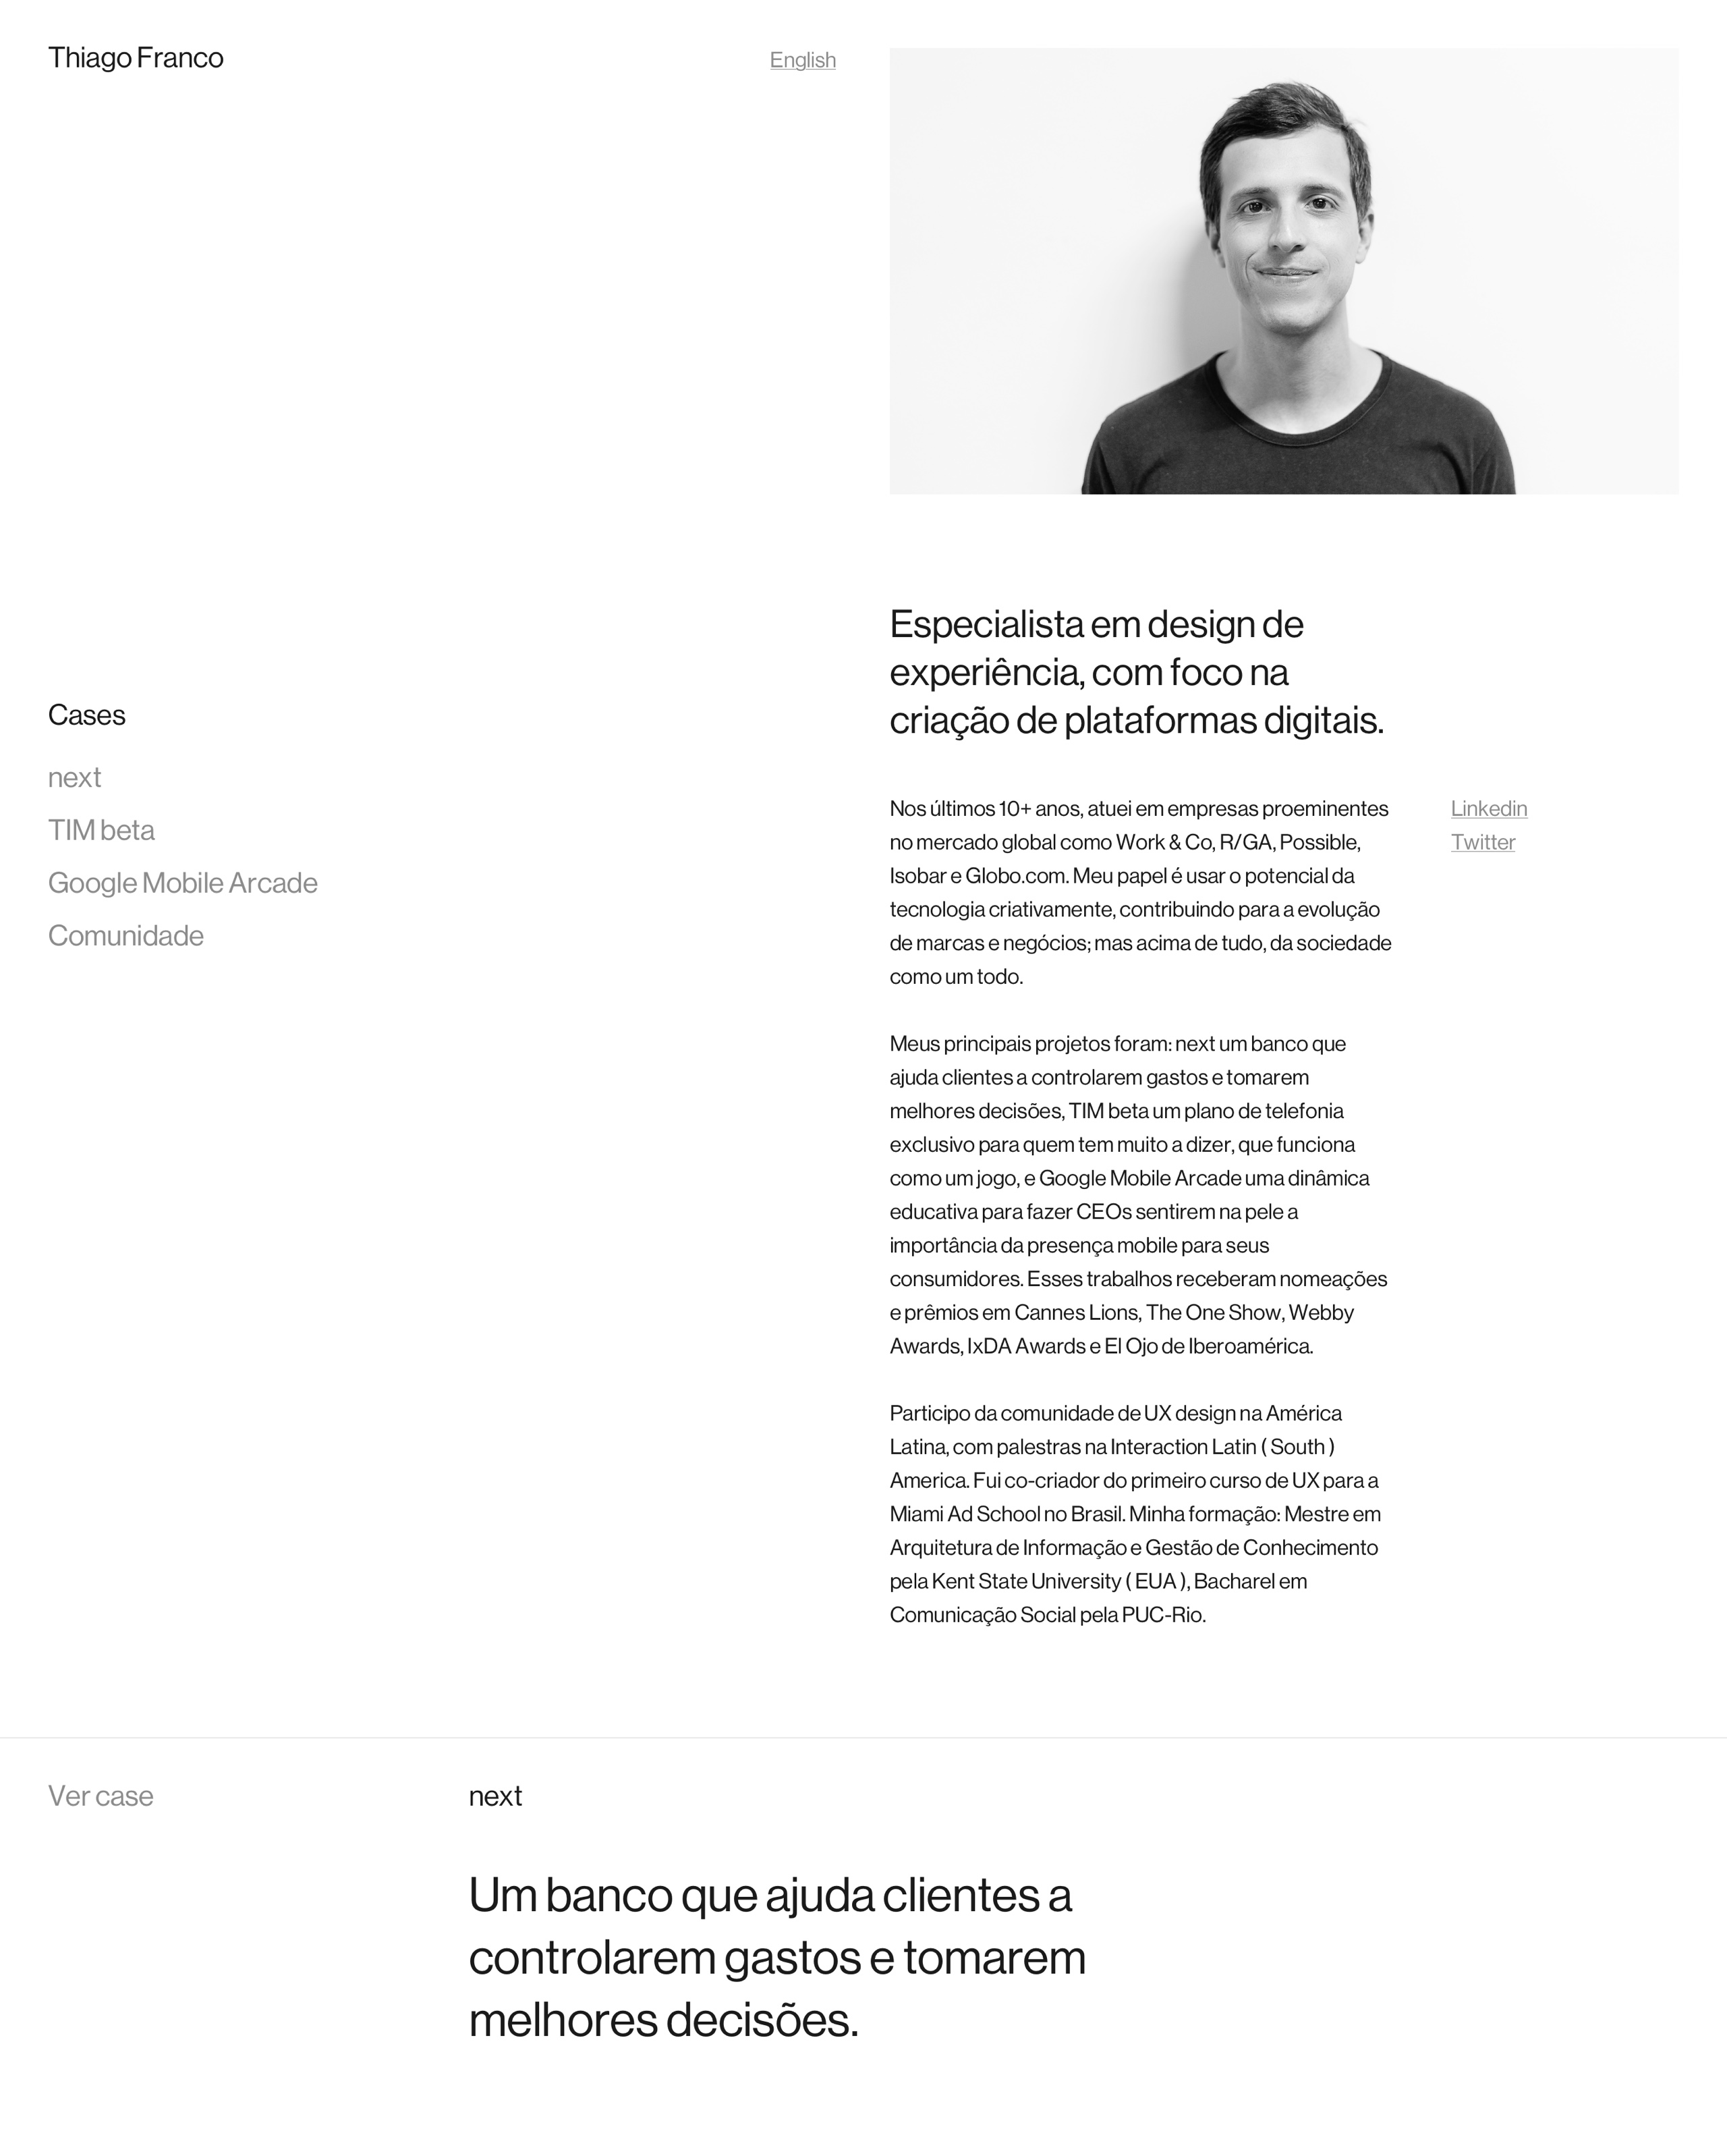 Thiago Franco
English
Cases
next
TIM beta
Google Mobile Arcade
Comunidade
Especialista em design de
experiência, com foco na
criação de plataformas digitais.
Nos últimos 10+ anos, atuei em empresas proeminentes
no mercado global como Work & Co, R/GA, Possible,
Isobar e Globo.com. Meu papel é usar o potencial da
tecnologia criativamente, contribuindo para a evolução
de marcas e negócios; mas acima de tudo, da sociedade
como um todo.
Meus principais projetos foram: next um banco que
ajuda clientes a controlarem gastos e tomarem
melhores decisões, TIM beta um plano de telefonia
exclusivo para quem tem muito a dizer, que funciona
como um jogo, e Google Mobile Arcade uma dinâmica
educativa para fazer CEOs sentirem na pele a
importância da presença mobile para seus
consumidores. Esses trabalhos receberam nomeações
e prêmios em Cannes Lions, The One Show, Webby
Awards, IxDA Awards e El Ojo de Iberoamérica.
Participo da comunidade de UX design na América
Latina, com palestras na Interaction Latin ( South )
America. Fui co-criador do primeiro curso de UX para a
Miami Ad School no Brasil. Minha formação: Mestre em
Arquitetura de Informação e Gestão de Conhecimento
pela Kent State University ( EUA ), Bacharel em
Comunicação Social pela PUC-Rio.
Linkedin
Twitter
Ver case
next
Um banco que ajuda clientes a
controlarem gastos e tomarem
melhores decisões.